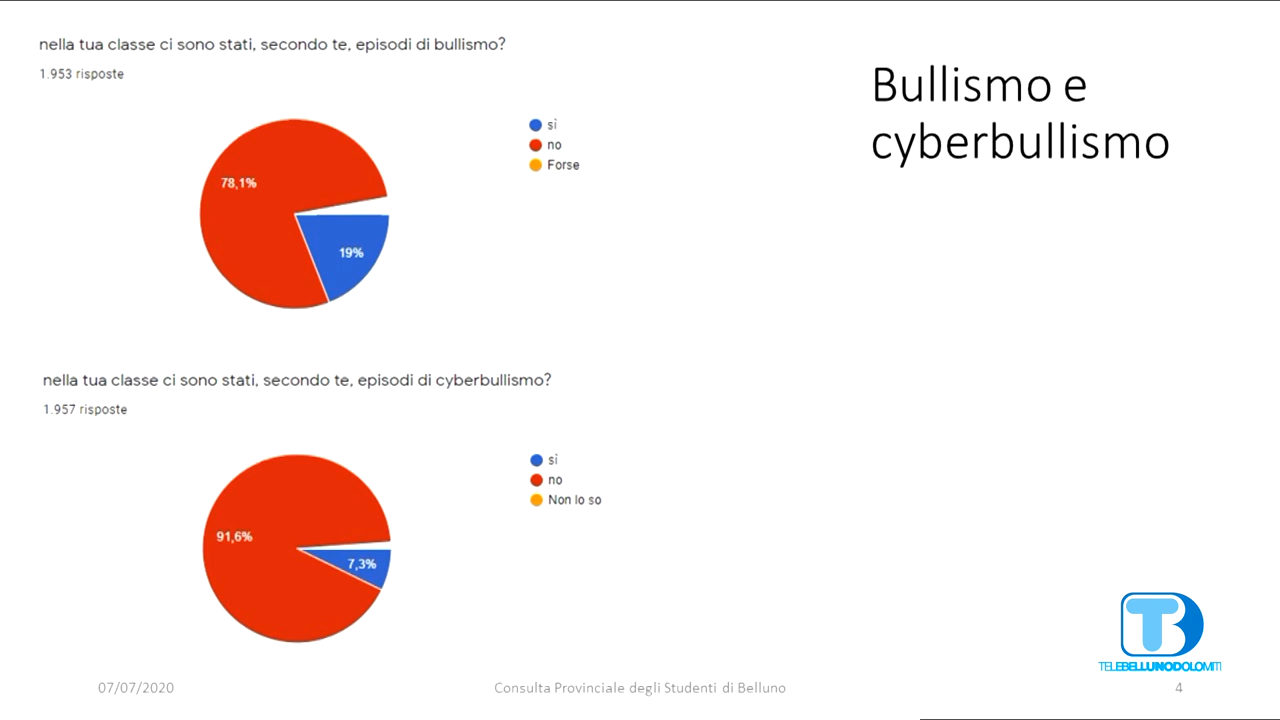 nella tua classe ci sono stati, secondo te, episodi di bullismo?
1.953 risposte
sì
no
Forse
78,1%
19%
Bullismo e
cyberbullismo
nella tua classe ci sono stati, secondo te, episodi di cyberbullismo?
1.957 risposte
sì
no
Non lo so
91,6%
7,3%
TB
TELEBELLUNODOLOMITI
07/07/2020
Consulta Provinciale degli Studenti di Belluno
4